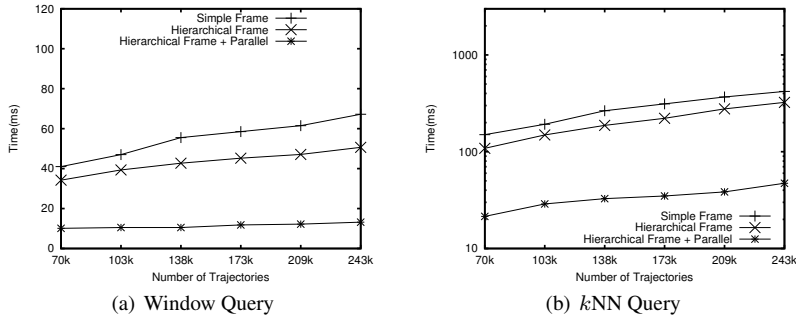 120
100
80
60
40
20
0
Time(ms)
Simple Frame
Hierarchical Frame
Hierarchical Frame + Parallel
70k 103k 138k 173k 209k 243k
Number of Trajectories
(a) Window Query
1000
100
10
Time(ms)
Simple Frame
Hierarchical Frame
Hierarchical Frame + Parallel
70k 103k 138k 173k 209k 243k
Number of Trajectories
(b) kNN Query